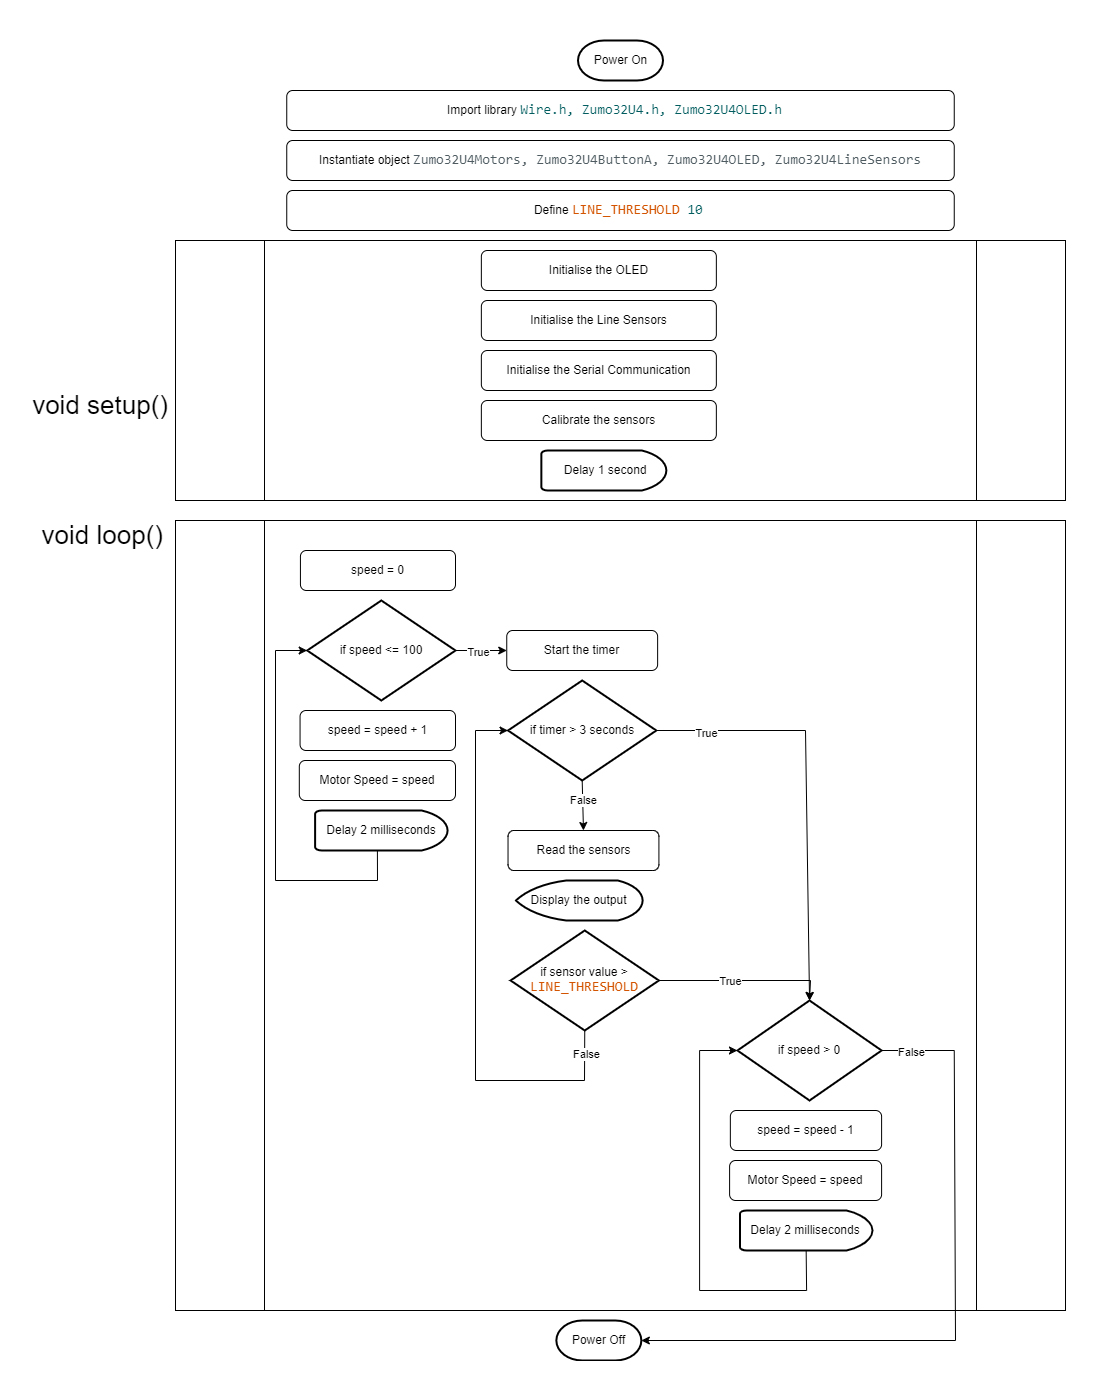 Power On
Import library Wire.h, Zumo32U4.h, Zumo32U4OLED.h
Instantiate object Zumo32U4Motors, Zumo32U4ButtonA, Zumo32U4OLED, Zumo32U4LineSensors
Define LINE_THRESHOLD 10
void setup()
Initialise the OLED
Initialise the Line Sensors
Initialise the Serial Communication
Calibrate the sensors
Delay 1 second
void loop()
speed = 0
if speed <= 100
True
Start the timer
speed = speed + 1
Motor Speed = speed
Delay 2 milliseconds
if timer > 3 seconds
True
False
Read the sensors
Display the output
if sensor value >
LINE_THRESHOLD
True
False
if speed > 0
False
speed = speed - 1
Motor Speed = speed
Delay 2 milliseconds
Power Off